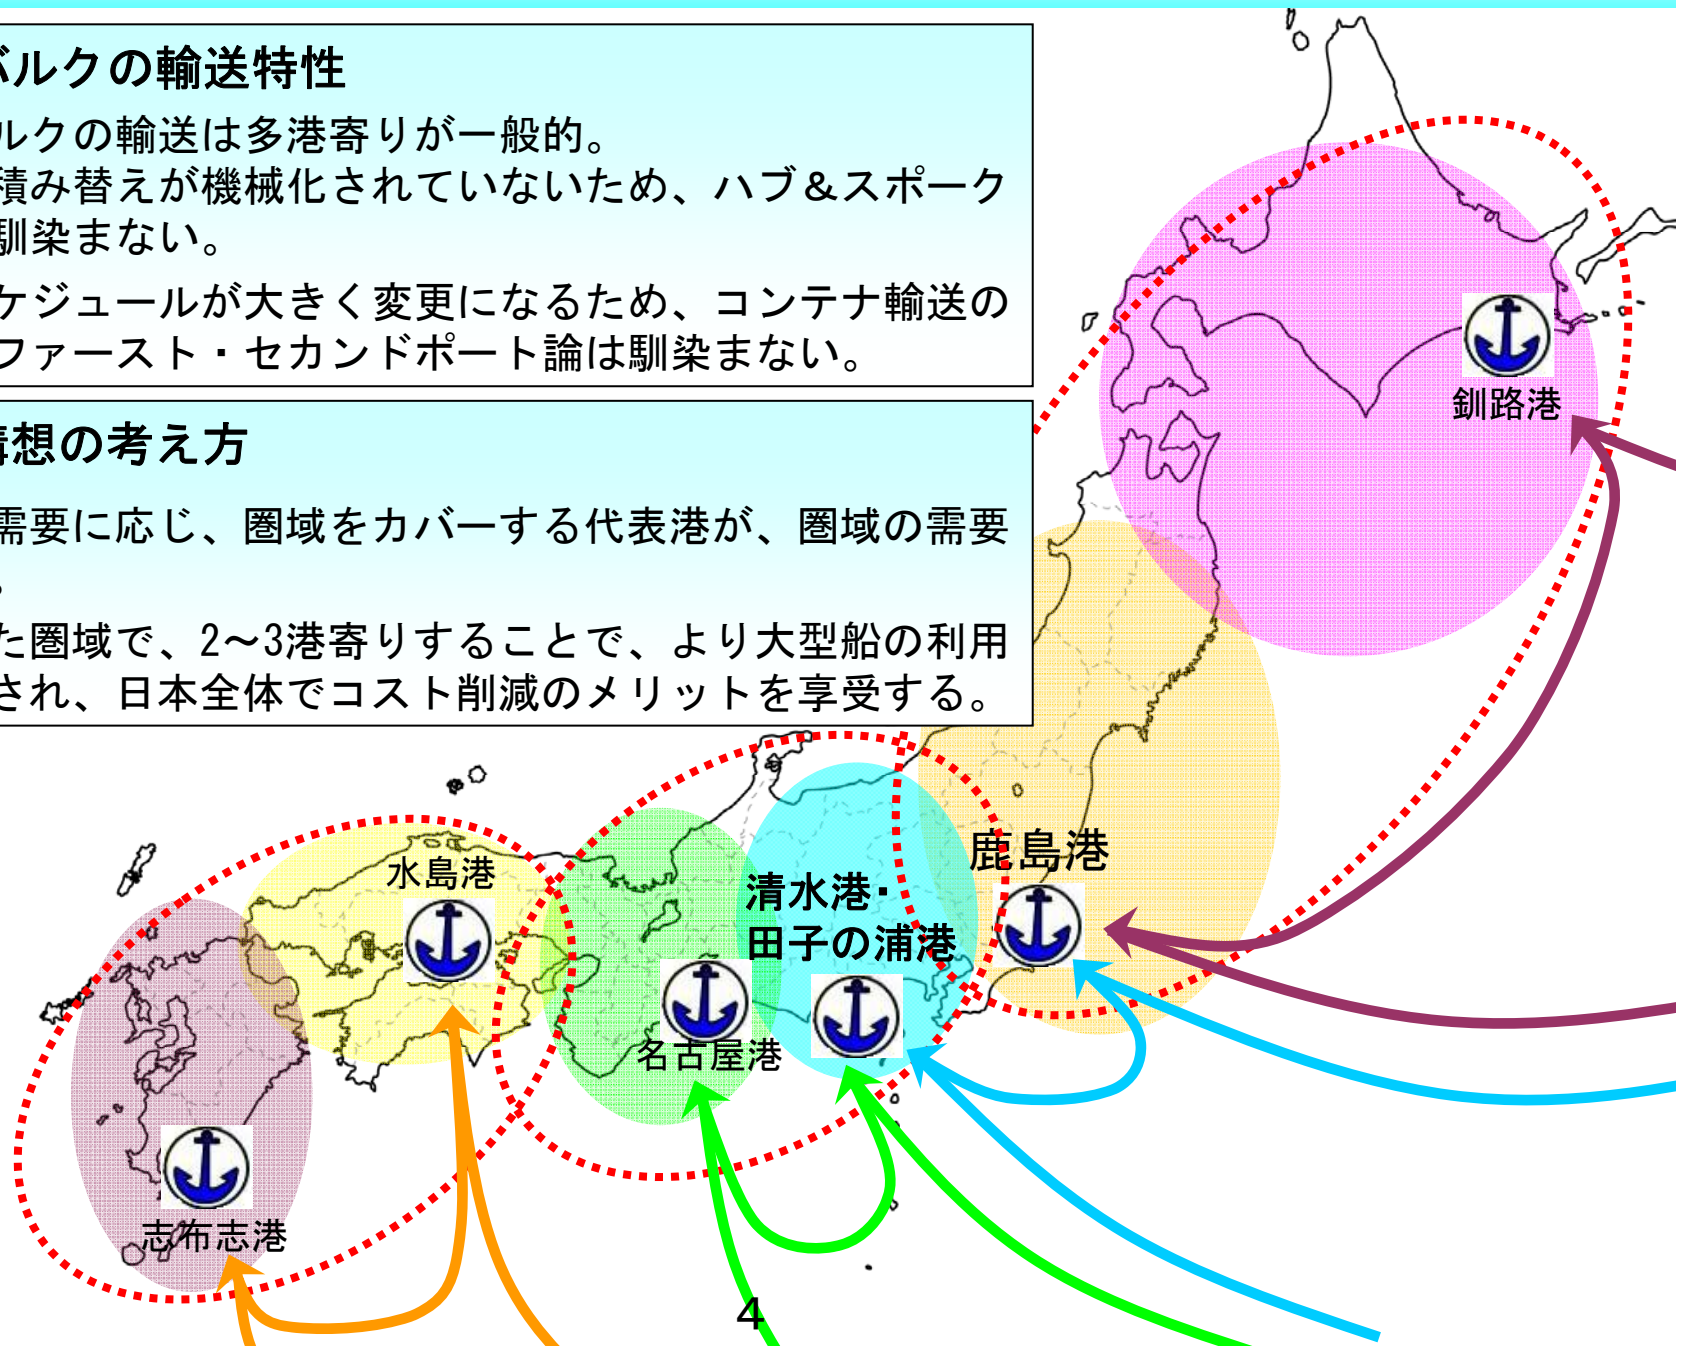 バルクの輸送特性
ルクの輸送は多港寄りが一般的。
積み替えが機械化されていないため、ハブ＆スポーク
馴染まない。
ケジュールが大きく変更になるため、コンテナ輸送の
ファースト・セカンドポート論は馴染まない。
構想の考え方
需要に応じ、圏域をカバーする代表港が、圏域の需要
。
た圏域で、2～3港寄りすることで、より大型船の利用
され、日本全体でコスト削減のメリットを享受する。
釧路港
鹿島港
水島港
清水港・
田子の浦港
名古屋港
志布志港
4